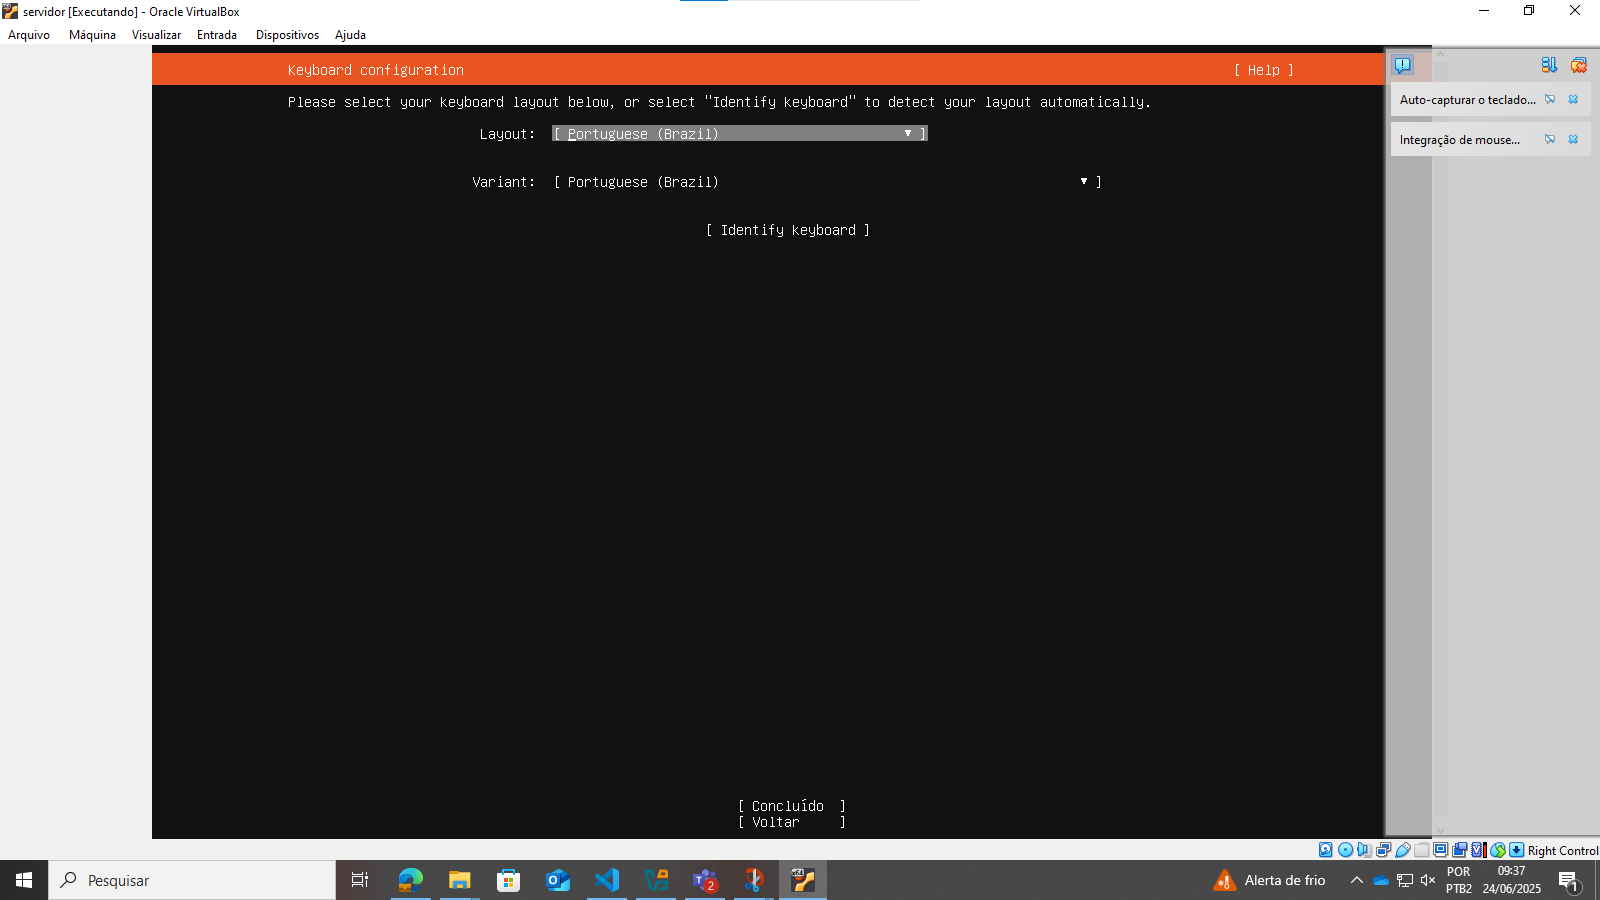 servidor [Executando] - Oracle VirtualBox
Arquivo Máquina Visualizar Entrada Dispositivos Ajuda
Keyboard configuration [ Help ]
Please select your keyboard layout below, or select "Identify keyboard" to detect your layout automatically.
Layout: [ Portuguese (Brazil) ▼ ]
Variant: [ Portuguese (Brazil) ▼ ]
[ Identify keyboard ]
[ Concluído ]
[ Voltar ]
Auto-capturar o teclado...
Integração de mouse...
Right Control
Pesquisar
2
Alerta de frio
POR
PTB2
09:37
24/06/2025
1